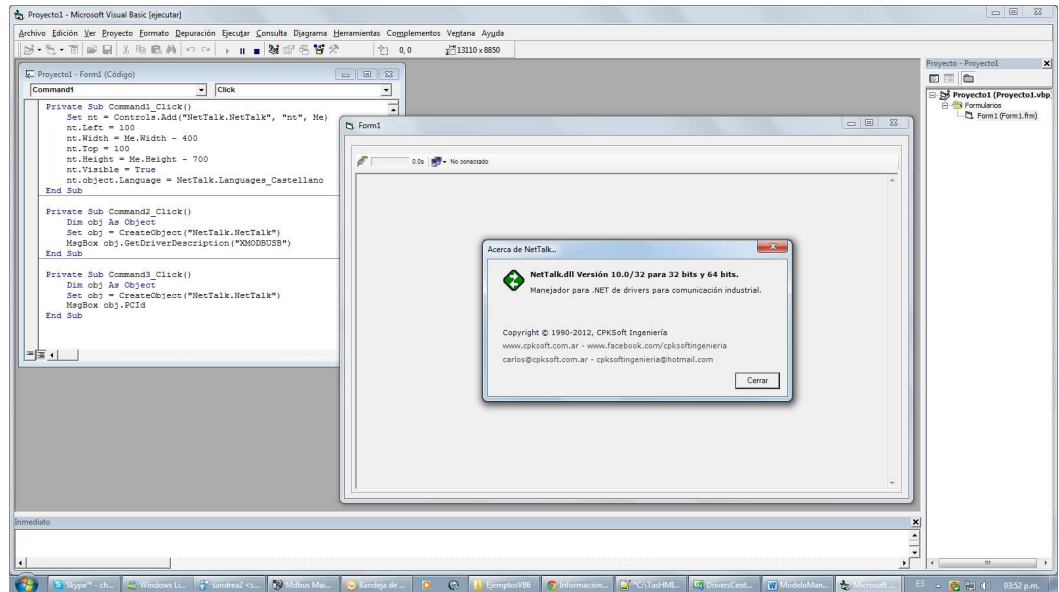 Proyecto1 - Microsoft Visual Basic [ejecutar]
Archivo Edición Ver Proyecto Formato Depuración Ejecutar Consulta Diagrama Herramientas Complementos Ventana Ayuda
0, 0 13110 x 8850
Proyecto1 - Form1 (Código)
Command1 Click
Private Sub Command1_Click()
Set nt = Controls.Add("NetTalk.NetTalk", "nt", Me)
nt.Left = 100
nt.Width = Me.Width - 400
nt.Top = 100
nt.Height = Me.Height - 700
nt.Visible = True
nt.object.Language = NetTalk.Languages_Castellano
End Sub
Private Sub Command2_Click()
Dim obj As Object
Set obj = CreateObject("NetTalk.NetTalk")
MsgBox obj.GetDriverDescription("XMODBUSB")
End Sub
Private Sub Command3_Click()
Dim obj As Object
Set obj = CreateObject("NetTalk.NetTalk")
MsgBox obj.PCId
End Sub
Form1
0.0s No conectado
Acerca de NetTalk...
NetTalk.dll Versión 10.0/32 para 32 bits y 64 bits.
Manejador para .NET de drivers para comunicación industrial.
Copyright © 1990-2012, CPKSoft Ingeniería
www.cpksoft.com.ar - www.facebook.com/cpksoftingenieria
carlos@cpksoft.com.ar - cpksoftingenieria@hotmail.com
Cerrar
Proyecto - Proyecto1
Proyecto1 (Proyecto1.vbp
Formularios
Form1 (Form1.frm)
Inmediato
Skype™ - ch... Windows Li... sandrea2 <s... Mdbus Mai... Bandeja de ... EjemplosVB6 Información... *C:\TasHMI... DriversCent... ModeloMan... Microsoft ... ES 03:52 p.m.